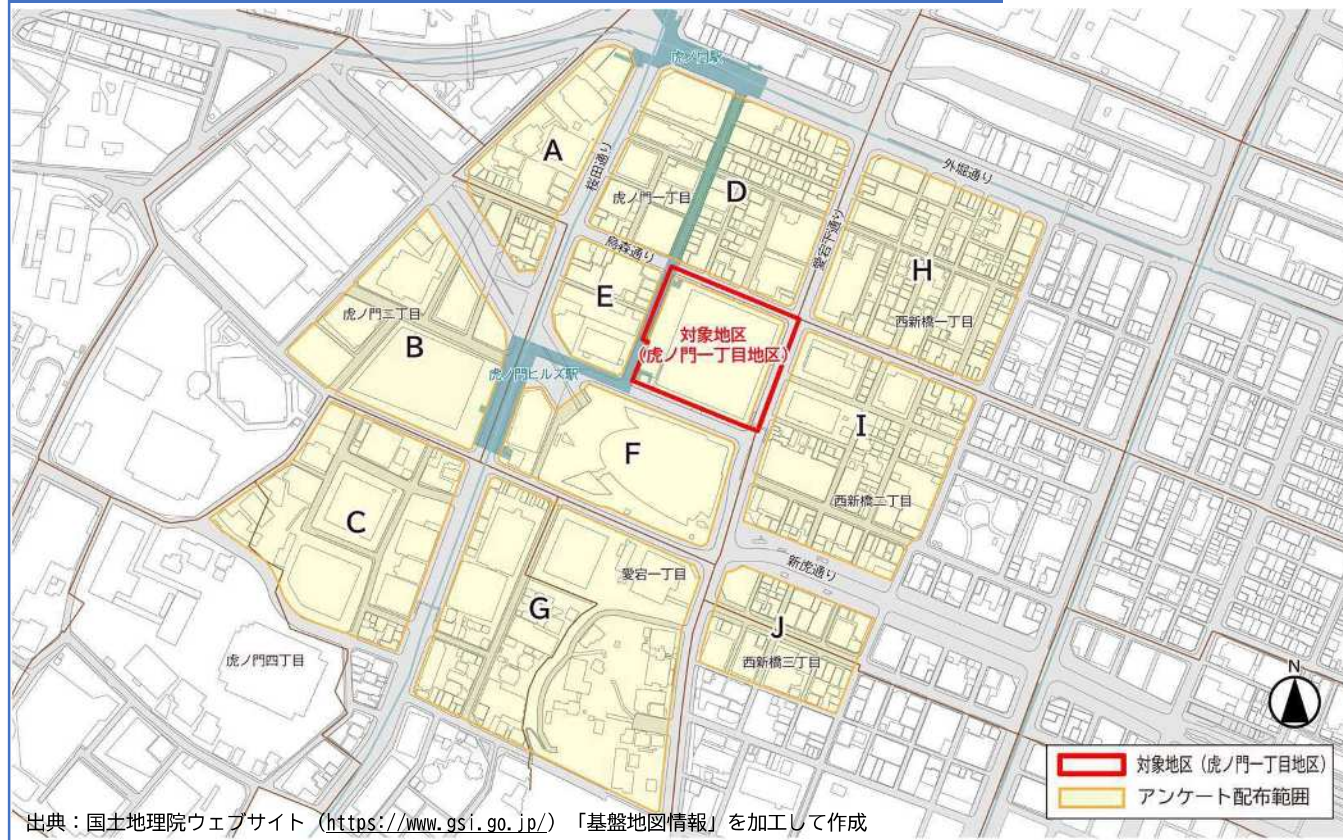 虎ノ門駅
A
桜田通り
外堀通り
虎ノ門一丁目
D
烏森通り
愛宕下通り
H
西新橋一丁目
E
対象地区
(虎ノ門一丁目地区)
虎ノ門二丁目
B
虎ノ門ヒルズ駅
F
I
西新橋二丁目
C
新虎通り
愛宕一丁目
G
J
西新橋三丁目
虎ノ門四丁目
N
対象地区（虎ノ門一丁目地区）
アンケート配布範囲
出典：国土地理院ウェブサイト（https://www.gsi.go.jp/）「基盤地図情報」を加工して作成